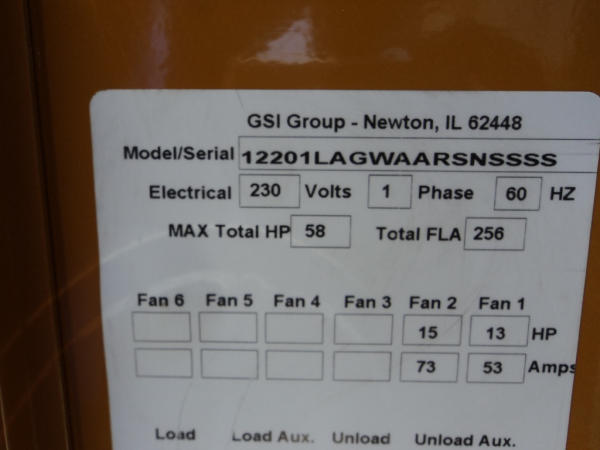 GSI Group - Newton, IL 62448
Model/Serial 12201LAGWAARSNSSSS
Electrical 230 Volts 1 Phase 60 HZ
MAX Total HP 58 Total FLA 256
Fan 6 Fan 5 Fan 4 Fan 3 Fan 2 Fan 1
15 13 HP
73 53 Amps
Load Load Aux. Unload Unload Aux.